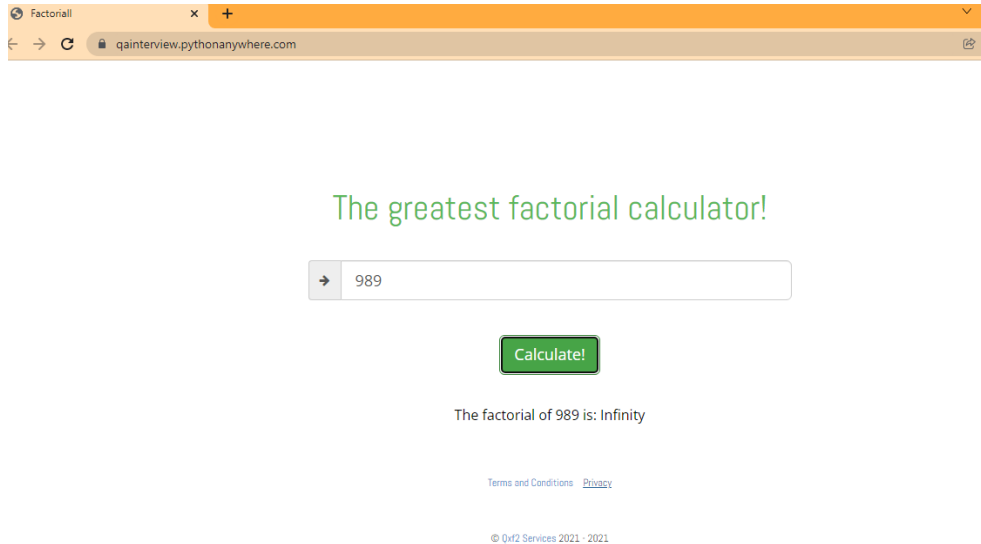 Factoriall
qainterview.pythonanywhere.com
The greatest factorial calculator!
989
Calculate!
The factorial of 989 is: Infinity
Terms and Conditions Privacy
© Qxf2 Services 2021 - 2021